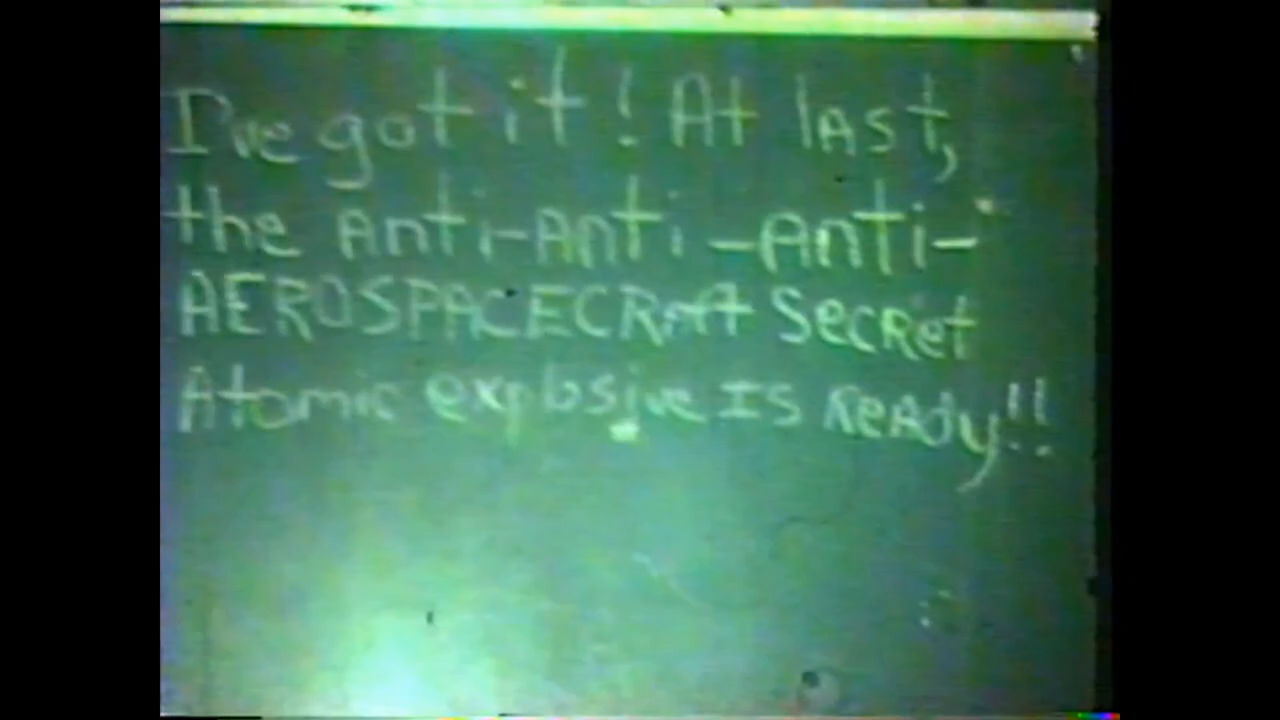 I've got it! At last,
the Anti-Anti-Anti-
AEROSPACECRAft SecRet
Atomic explosive IS ReAdy!!